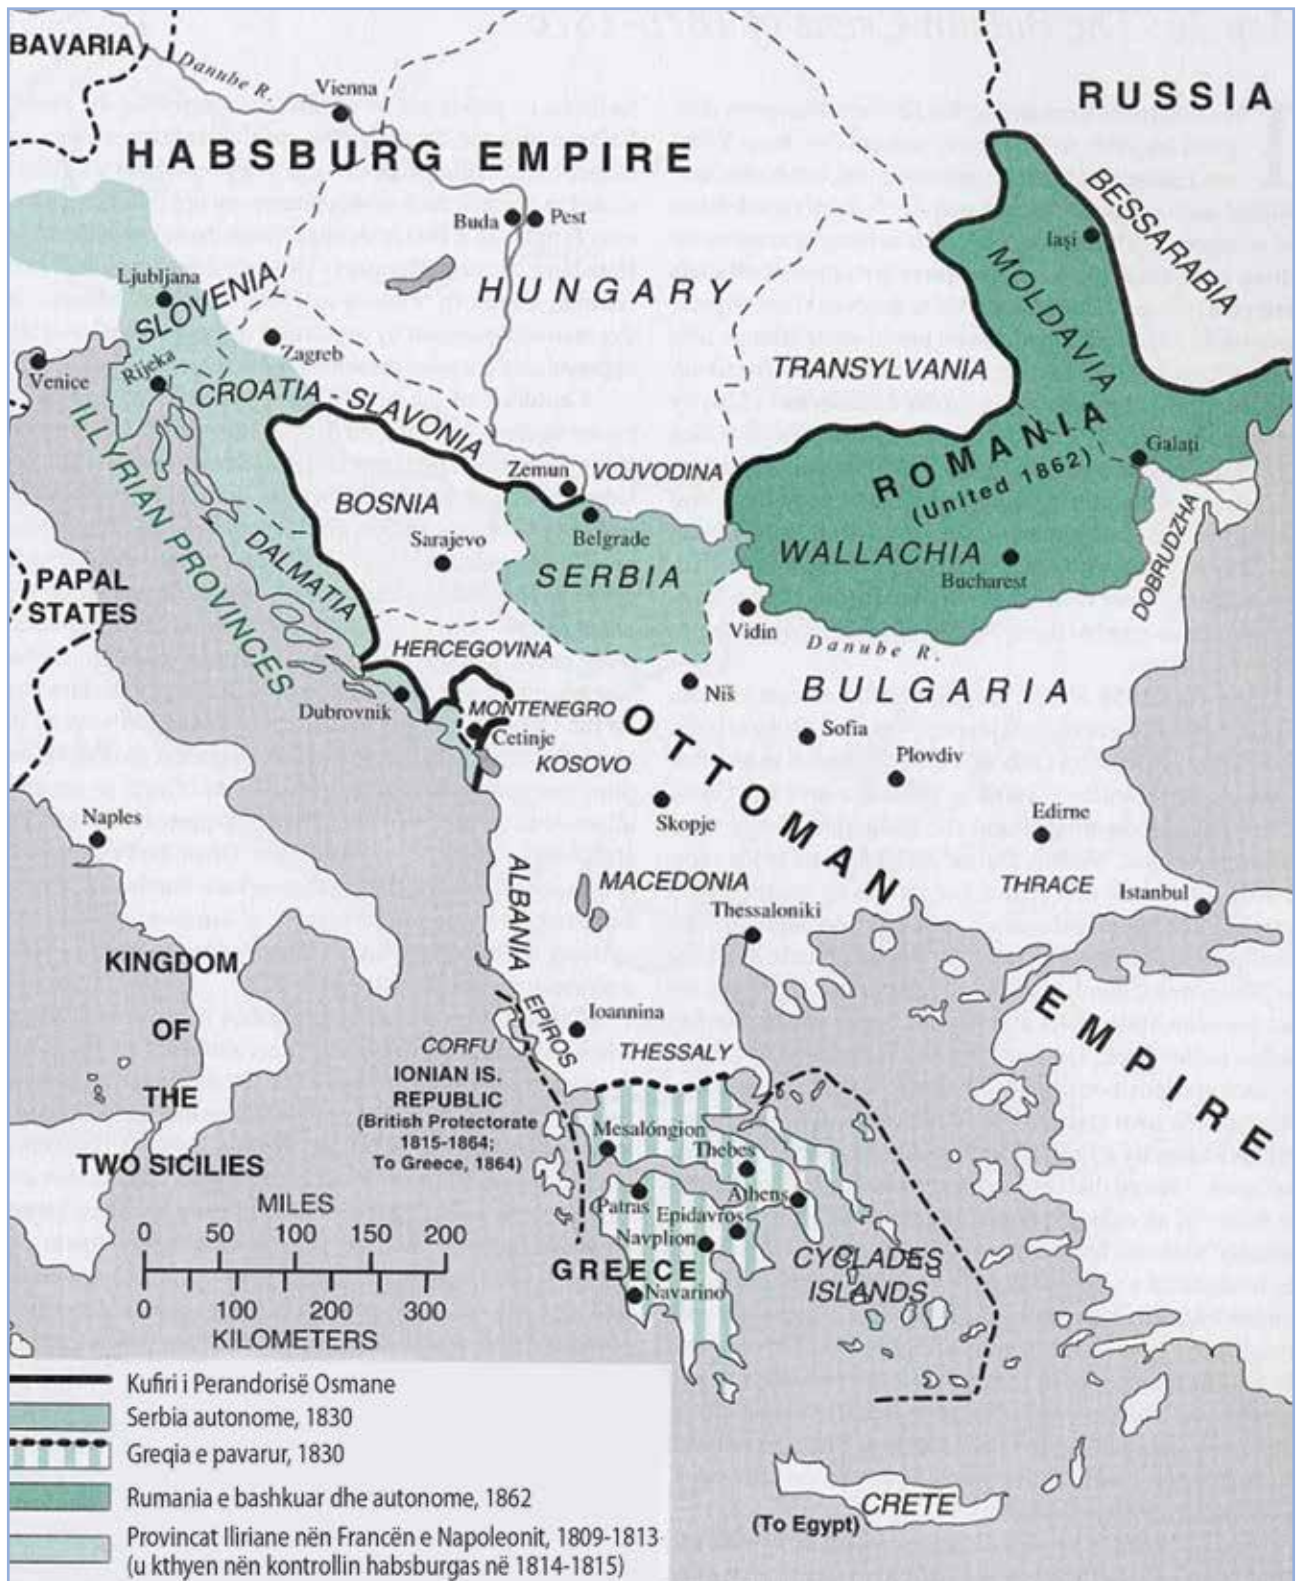 BAVARIA
Danube R.
Vienna
RUSSIA
HABSBURG EMPIRE
BESSARABIA
Buda
Pest
Iaşi
MOLDAVIA
Ljubljana
SLOVENIA
HUNGARY
Zagreb
Venice
Rijeka
TRANSYLVANIA
CROATIA - SLAVONIA
ILLYRIAN PROVINCES
ROMANIA
(United 1862)
Galaţi
Zemun
VOJVODINA
BOSNIA
DOBRUDZHA
Sarajevo
Belgrade
DALMATIA
SERBIA
WALLACHIA
Bucharest
PAPAL
STATES
Vidin
Danube R.
HERCEGOVINA
Dubrovnik
MONTENEGRO
Niš
BULGARIA
Cetinje
Sofia
KOSOVO
Plovdiv
OTTOMAN
EMPIRE
Naples
Skopje
Edirne
ALBANIA
MACEDONIA
THRACE
Istanbul
Thessaloniki
KINGDOM
OF
THE
TWO SICILIES
EPIROS
Ioannina
CORFU
THESSALY
IONIAN IS.
REPUBLIC
(British Protectorate
1815-1864;
To Greece, 1864)
Mesalóngion
Thebes
Patras
Athens
Epidavros
Navplion
GREECE
Navarino
CYCLADES
ISLANDS
MILES
0 50 100 150 200
0 100 200 300
KILOMETERS
CRETE
(To Egypt)
Kufiri i Perandorisë Osmane
Serbia autonome, 1830
Greqia e pavarur, 1830
Rumania e bashkuar dhe autonome, 1862
Provincat Iliriane nën Francën e Napoleonit, 1809-1813-
(u kthyen nën kontrollin habsburgas në 1814-1815)